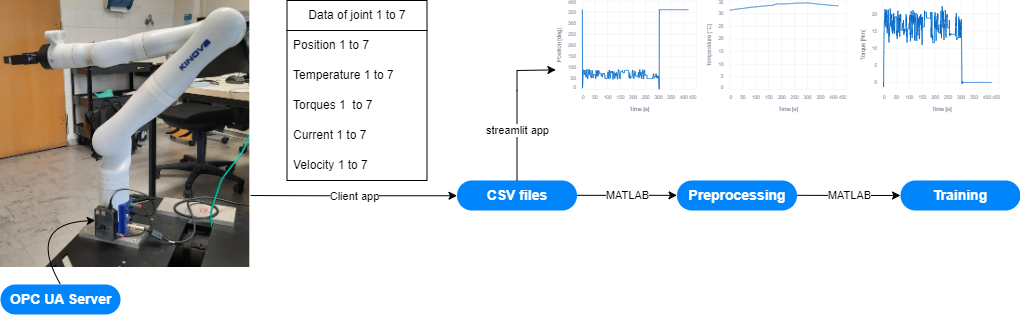 KINOVA
OPC UA Server
Data of joint 1 to 7
Position 1 to 7
Temperature 1 to 7
Torques 1 to 7
Current 1 to 7
Velocity 1 to 7
Client app
CSV files
streamlit app
MATLAB
Preprocessing
MATLAB
Training
Position [deg]
400
350
300
250
200
150
100
50
0
0 50 100 150 200 250 300 350 400 450
Time [s]
Temperature [°C]
30
25
20
15
10
5
0
0 50 100 150 200 250 300 350 400 450
Time [s]
Torque [Nm]
20
15
10
5
0
0 50 100 150 200 250 300 350 400 450
Time [s]